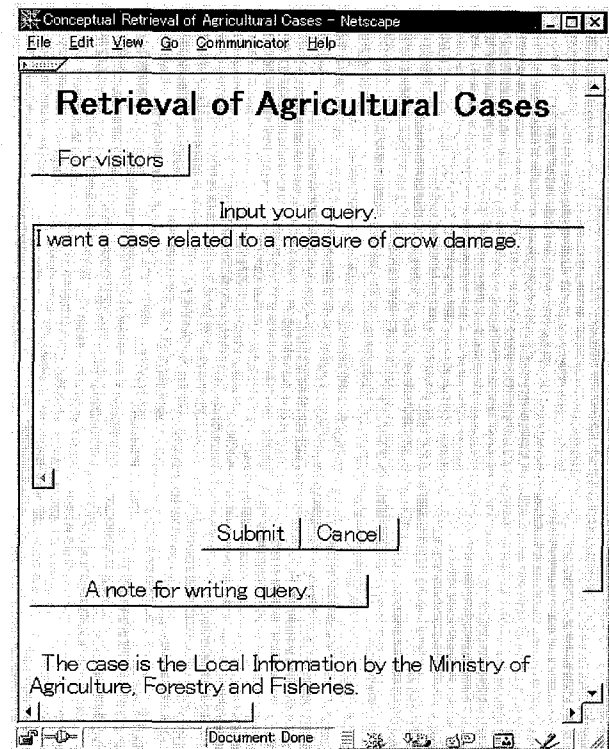 Conceptual Retrieval of Agricultural Cases - Netscape
File Edit View Go Communicator Help
Retrieval of Agricultural Cases
For visitors
Input your query.
I want a case related to a measure of crow damage.
Submit Cancel
A note for writing query.
The case is the Local Information by the Ministry of
Agriculture, Forestry and Fisheries.
Document: Done